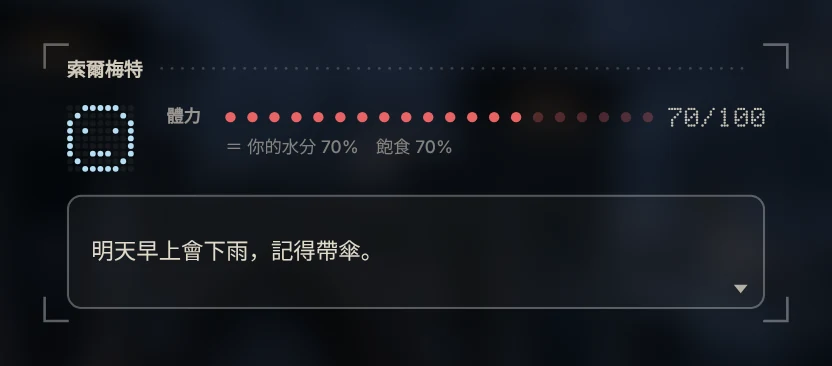 索爾梅特
體力 70/100
＝ 你的水分 70% 飽食 70%
明天早上會下雨，記得帶傘。